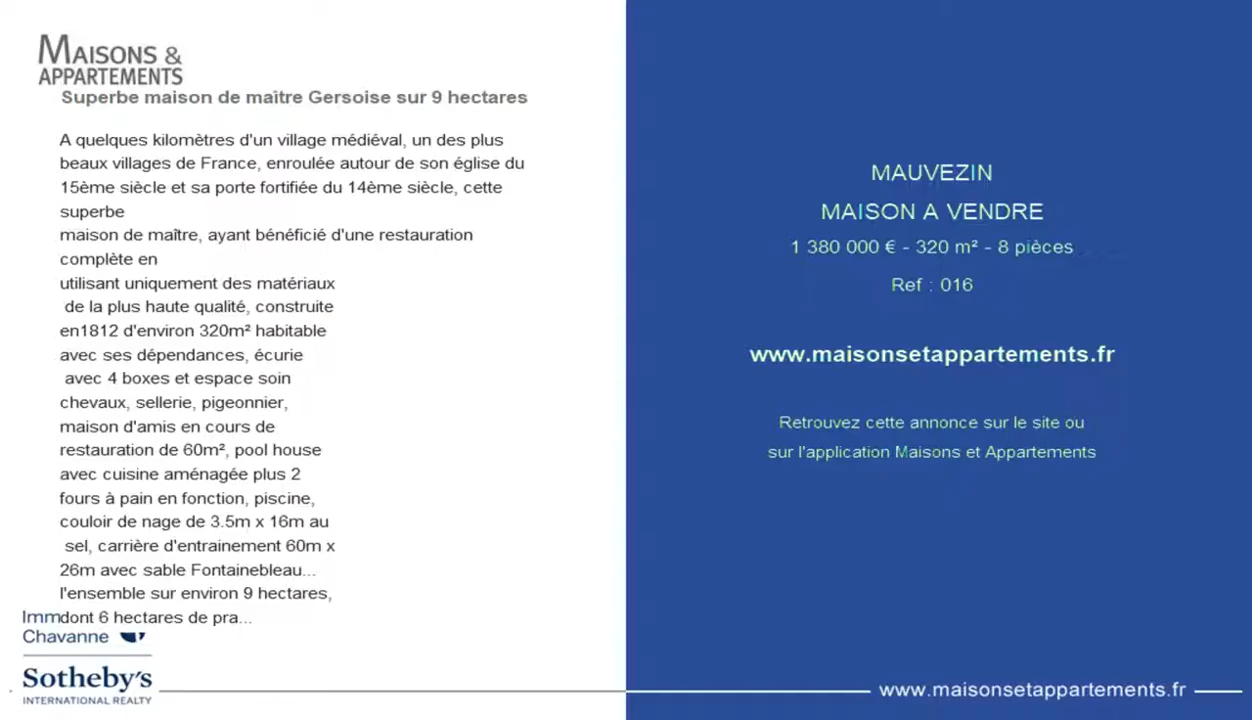 MAISONS &
APPARTEMENTS
Superbe maison de maître Gersoise sur 9 hectares
A quelques kilomètres d'un village médiéval, un des plus
beaux villages de France, enroulée autour de son église du
15ème siècle et sa porte fortifiée du 14ème siècle, cette
superbe
maison de maître, ayant bénéficié d'une restauration
complète en
utilisant uniquement des matériaux
de la plus haute qualité, construite
en1812 d'environ 320m² habitable
avec ses dépendances, écurie
avec 4 boxes et espace soin
chevaux, sellerie, pigeonnier,
maison d'amis en cours de
restauration de 60m², pool house
avec cuisine aménagée plus 2
fours à pain en fonction, piscine,
couloir de nage de 3.5m x 16m au
sel, carrière d'entrainement 60m x
26m avec sable Fontainebleau...
l'ensemble sur environ 9 hectares,
dont 6 hectares de pra...
Chavanne
Sotheby's
INTERNATIONAL REALTY
MAUVEZIN
MAISON A VENDRE
1 380 000 € - 320 m² - 8 pièces
Ref : 016
www.maisonsetappartements.fr
Retrouvez cette annonce sur le site ou
sur l'application Maisons et Appartements
www.maisonsetappartements.fr